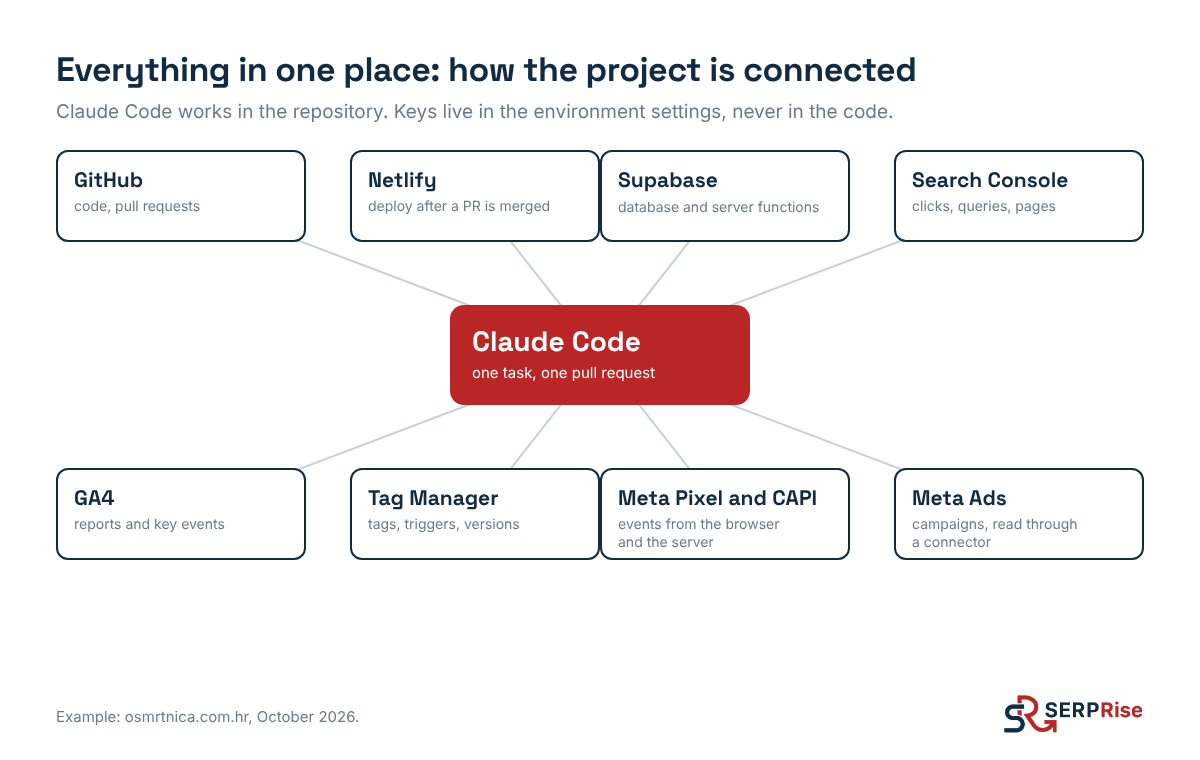 Everything in one place: how the project is connected
Claude Code works in the repository. Keys live in the environment settings, never in the code.
GitHub
code, pull requests
Netlify
deploy after a PR is merged
Supabase
database and server functions
Search Console
clicks, queries, pages
Claude Code
one task, one pull request
GA4
reports and key events
Tag Manager
tags, triggers, versions
Meta Pixel and CAPI
events from the browser
and the server
Meta Ads
campaigns, read through
a connector
Example: osmrtnica.com.hr, October 2026.
SR SERPRise